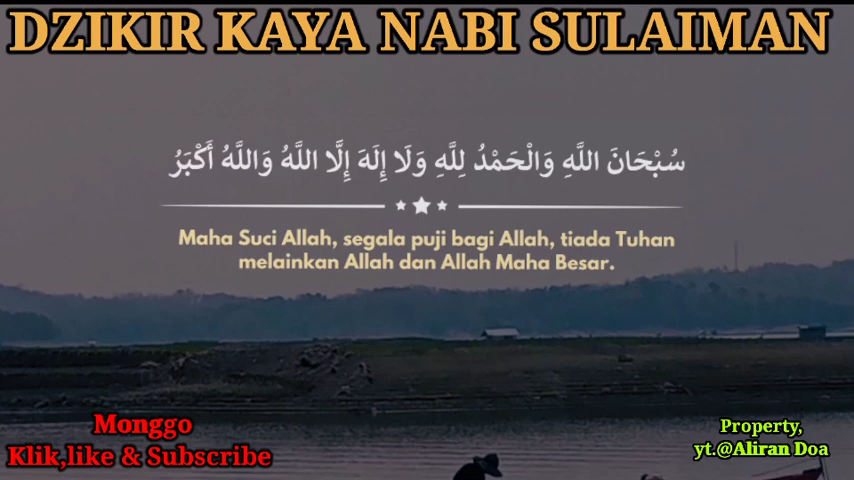 DZIKIR KAYA NABI SULAIMAN
سُبْحَانَ اللَّهِ وَالْحَمْدُ لِلَّهِ وَلَا إِلَهَ إِلَّا اللَّهُ وَاللَّهُ أَكْبَرُ
Maha Suci Allah, segala puji bagi Allah, tiada Tuhan
melainkan Allah dan Allah Maha Besar.
Monggo
Klik,like & Subscribe
Property,
yt.@Aliran Doa